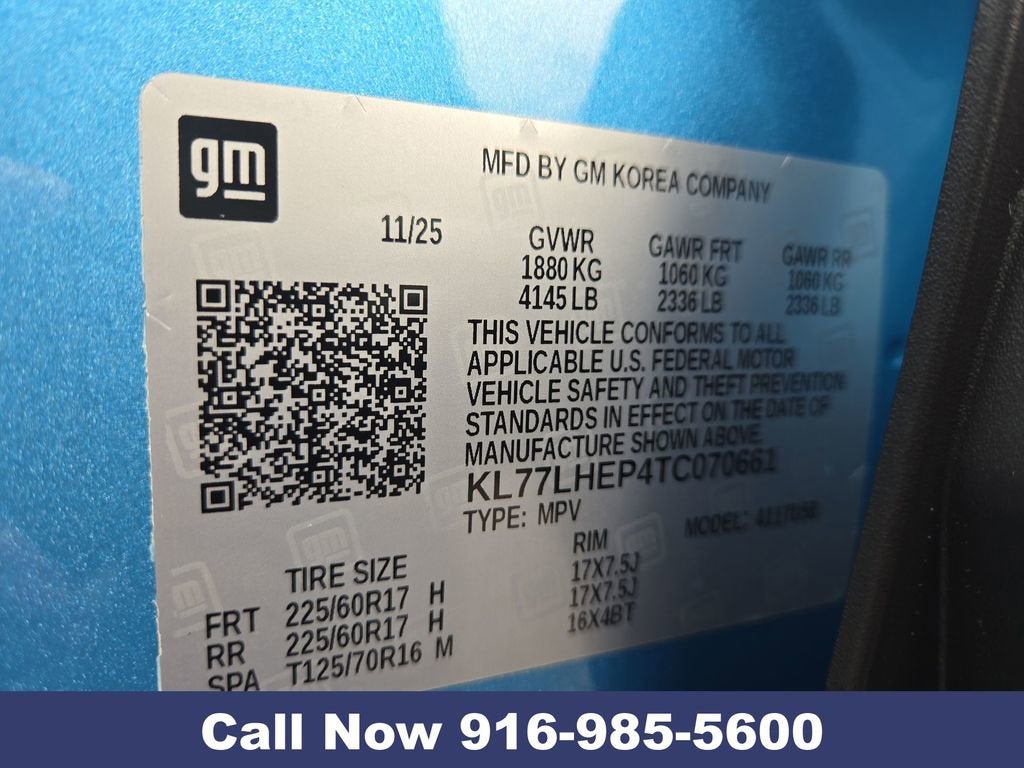 gm
MFD BY GM KOREA COMPANY
11/25
GVWR GAWR FRT GAWR RR
1880 KG 1060 KG 1060 KG
4145 LB 2336 LB 2336 LB
THIS VEHICLE CONFORMS TO ALL
APPLICABLE U.S. FEDERAL MOTOR
VEHICLE SAFETY AND THEFT PREVENTION
STANDARDS IN EFFECT ON THE DATE OF
MANUFACTURE SHOWN ABOVE.
KL77LHEP4TC070661
TYPE: MPV MODEL:
TIRE SIZE RIM
FRT 225/60R17 H 17X7.5J
RR 225/60R17 H 17X7.5J
SPA T125/70R16 M 16X4BT
Call Now 916-985-5600